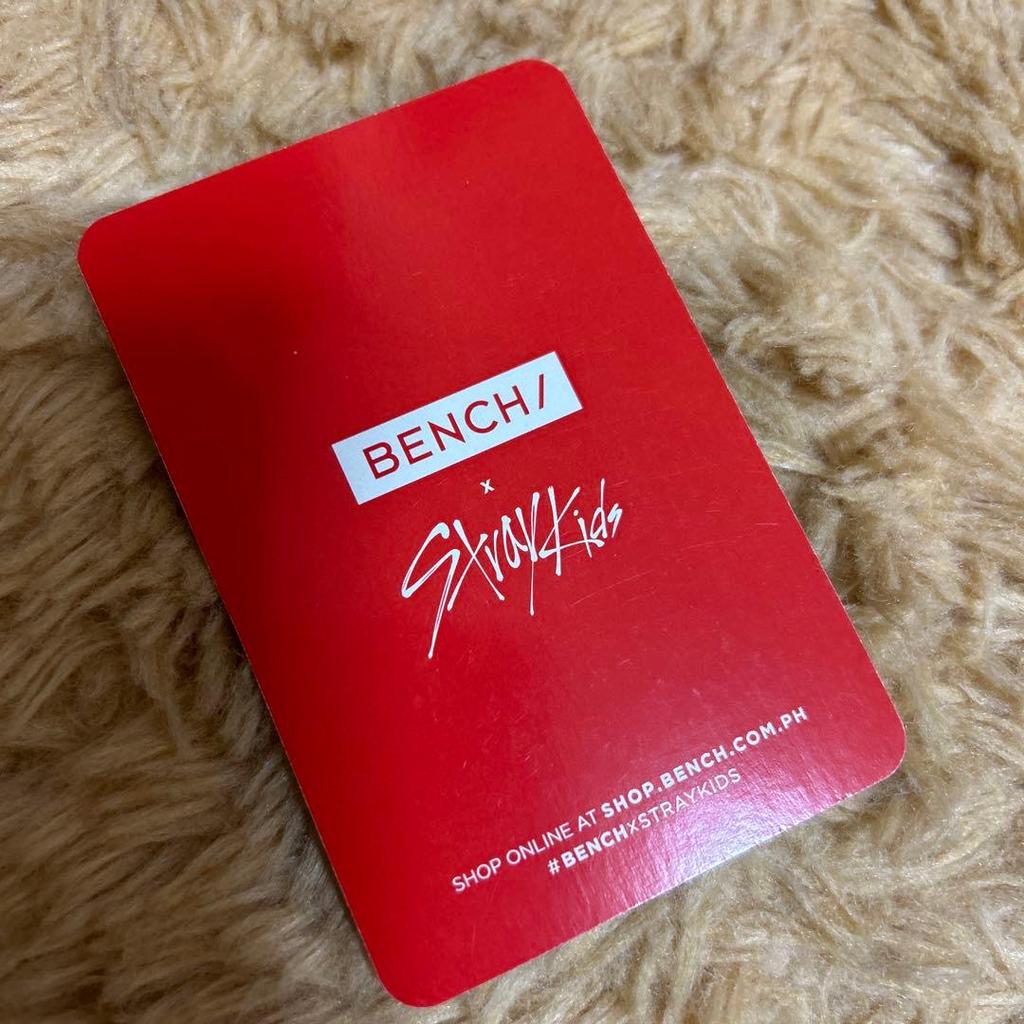 BENCH/
x
StrayKids
SHOP ONLINE AT SHOP.BENCH.COM.PH
#BENCHxSTRAYKIDS